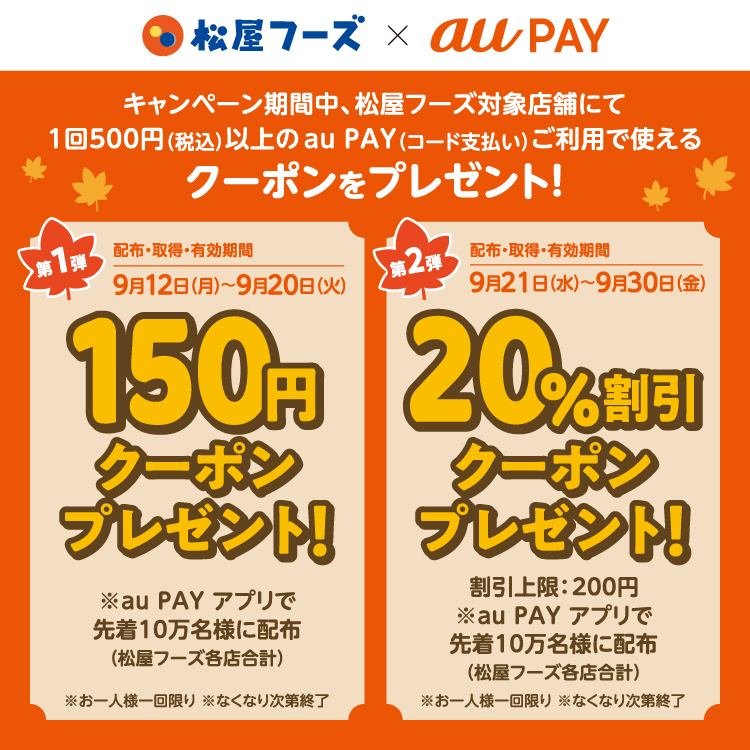 松屋フーズ × au PAY
キャンペーン期間中、松屋フーズ対象店舗にて
1回500円(税込)以上のau PAY(コード支払い)ご利用で使える
クーポンをプレゼント!
第1弾
配布・取得・有効期間
9月12日(月)~9月20日(火)
150円
クーポン
プレゼント!
※au PAY アプリで
先着10万名様に配布
(松屋フーズ各店合計)
※お一人様一回限り ※なくなり次第終了
第2弾
配布・取得・有効期間
9月21日(水)~9月30日(金)
20%割引
クーポン
プレゼント!
割引上限:200円
※au PAY アプリで
先着10万名様に配布
(松屋フーズ各店合計)
※お一人様一回限り ※なくなり次第終了